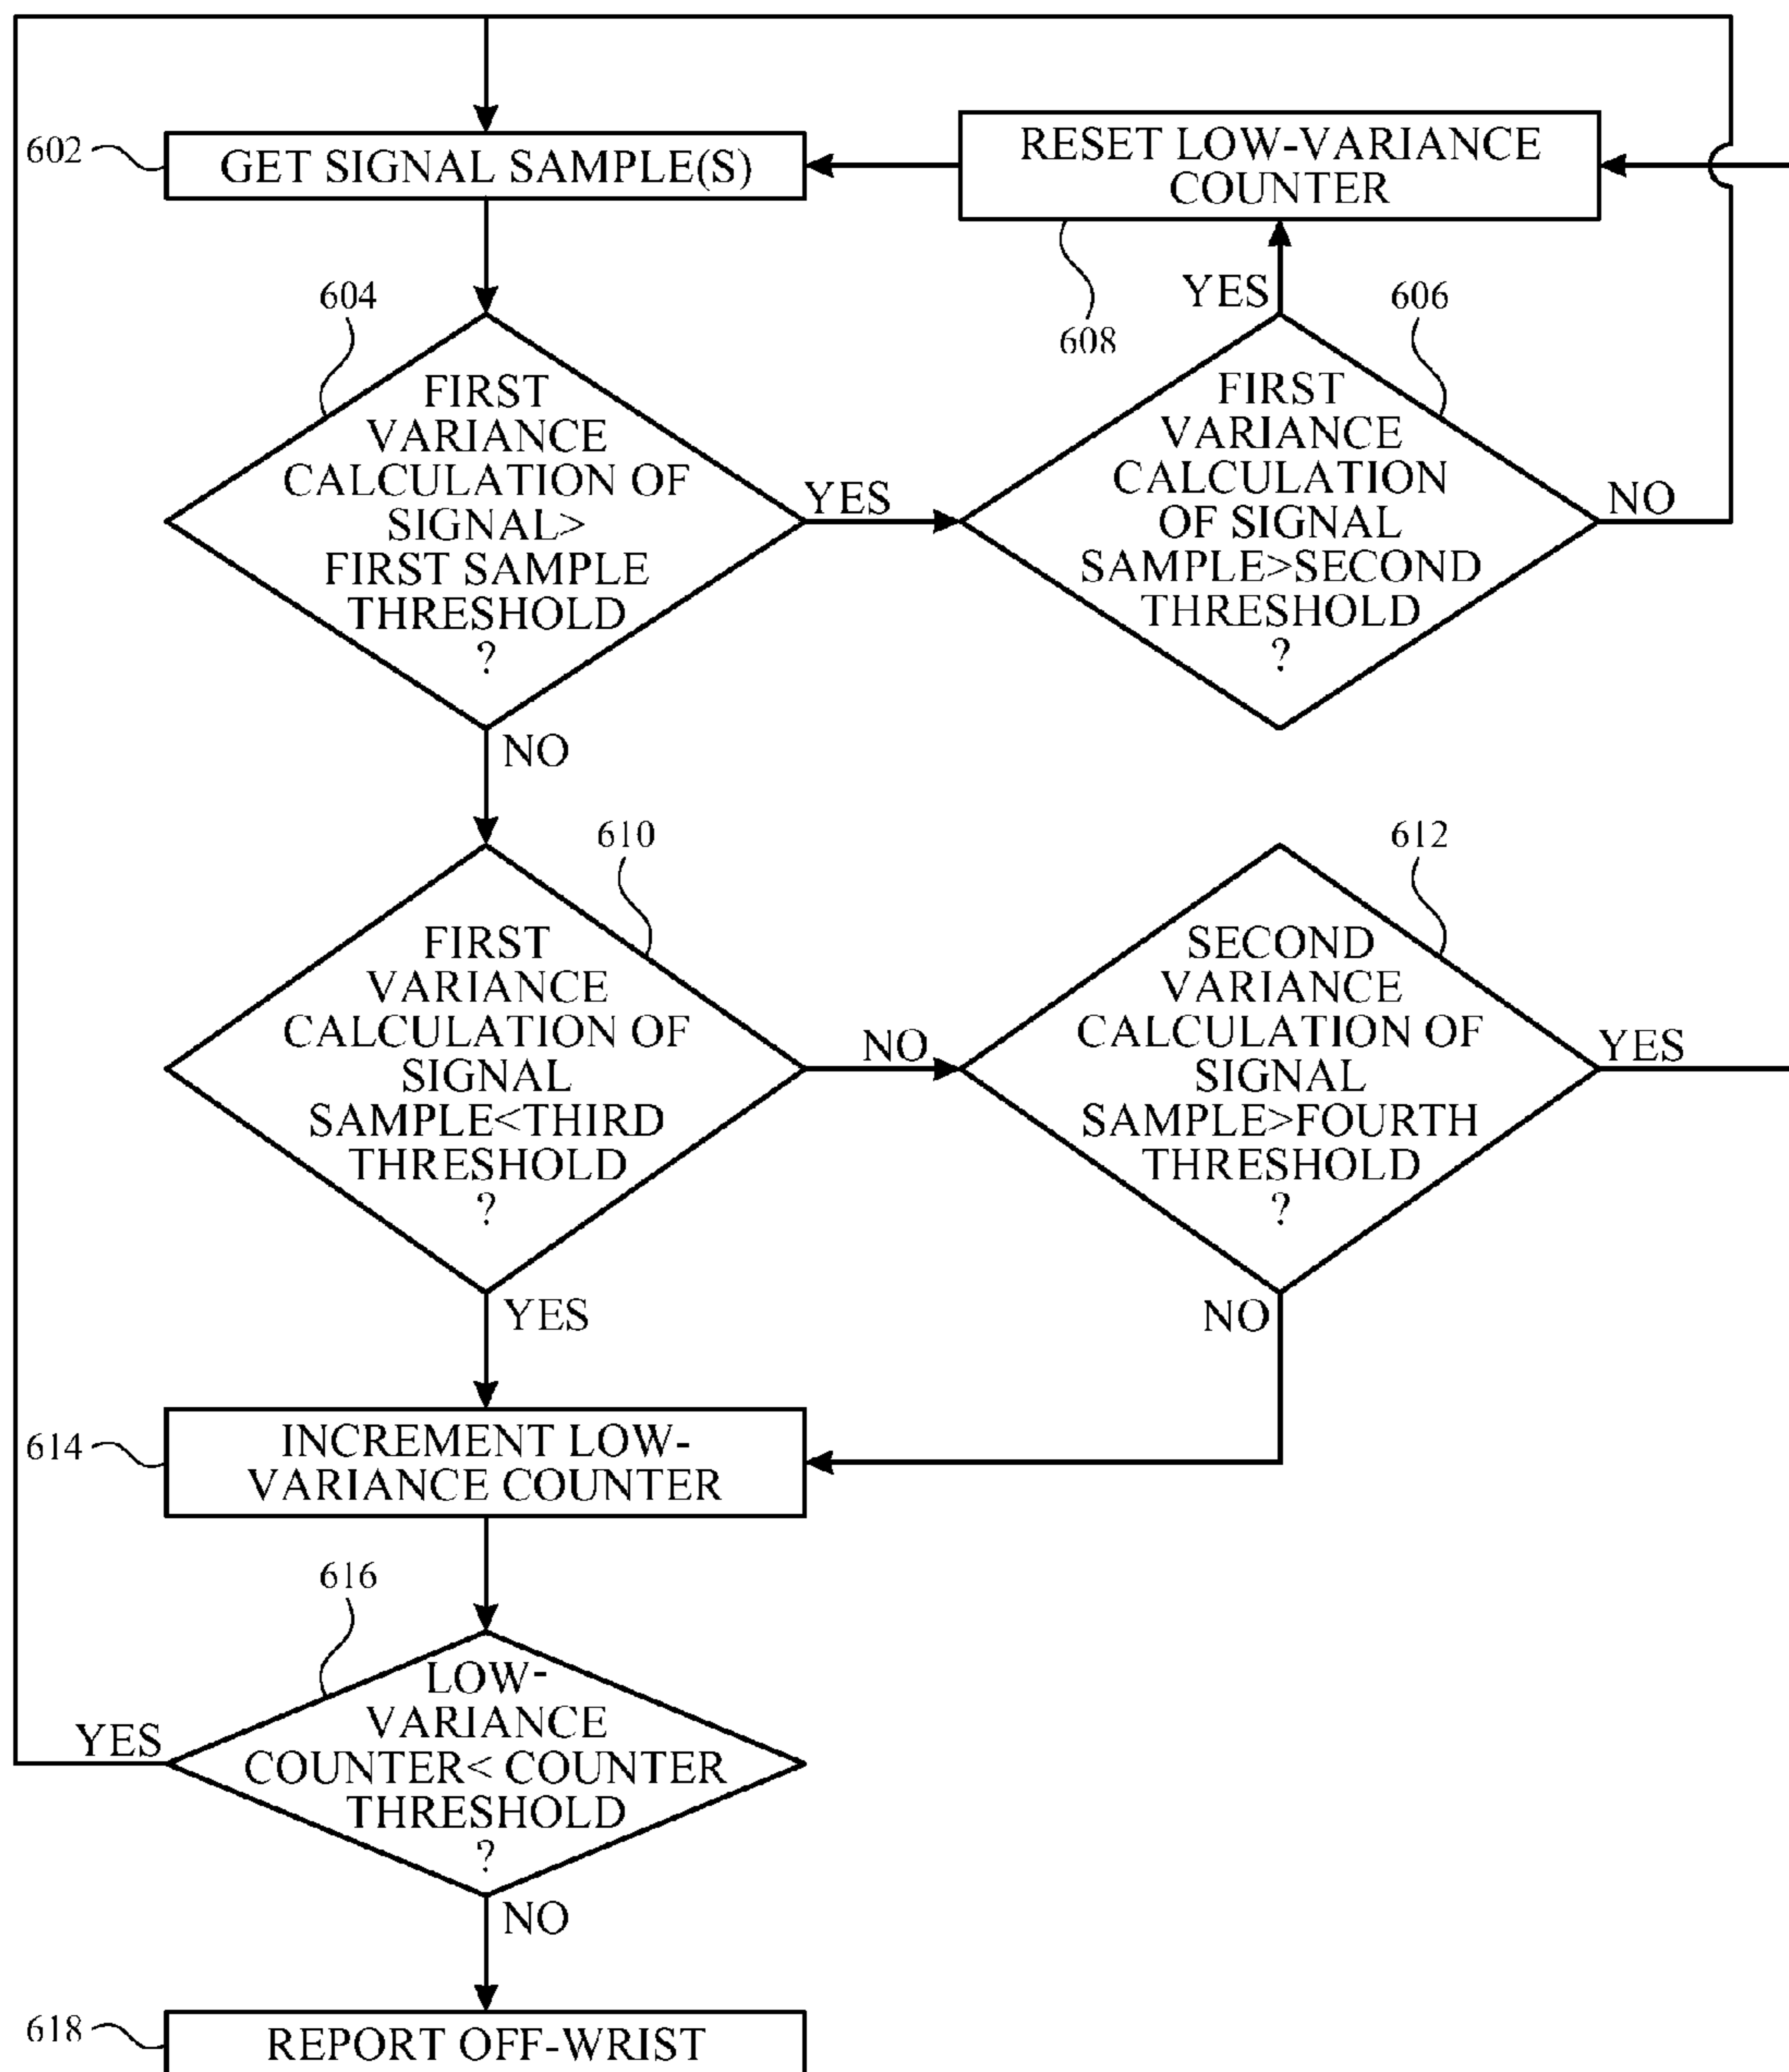 602
GET SIGNAL SAMPLE(S)
RESET LOW-VARIANCE
COUNTER
608
604
FIRST
VARIANCE
CALCULATION OF
SIGNAL>
FIRST SAMPLE
THRESHOLD
?
YES
NO
606
FIRST
VARIANCE
CALCULATION
OF SIGNAL
SAMPLE>SECOND
THRESHOLD
?
YES
NO
610
FIRST
VARIANCE
CALCULATION OF
SIGNAL
SAMPLE<THIRD
THRESHOLD
?
NO
YES
612
SECOND
VARIANCE
CALCULATION OF
SIGNAL
SAMPLE>FOURTH
THRESHOLD
?
YES
NO
614
INCREMENT LOW-
VARIANCE COUNTER
616
LOW-
VARIANCE
COUNTER< COUNTER
THRESHOLD
?
YES
NO
618
REPORT OFF-WRIST